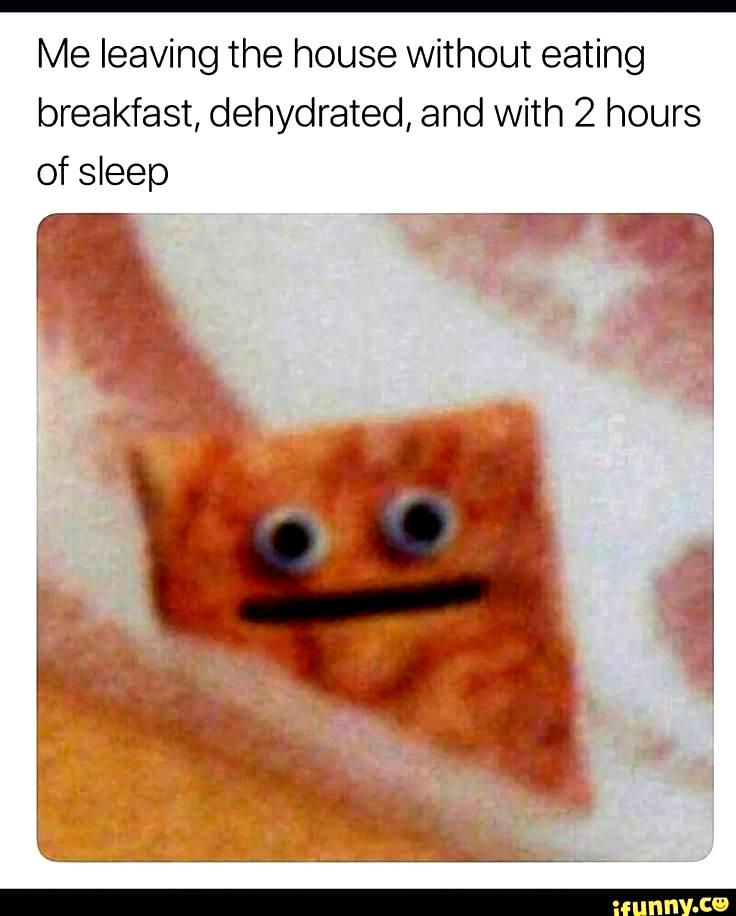 Me leaving the house without eating
breakfast, dehydrated, and with 2 hours
of sleep
ifunny.co